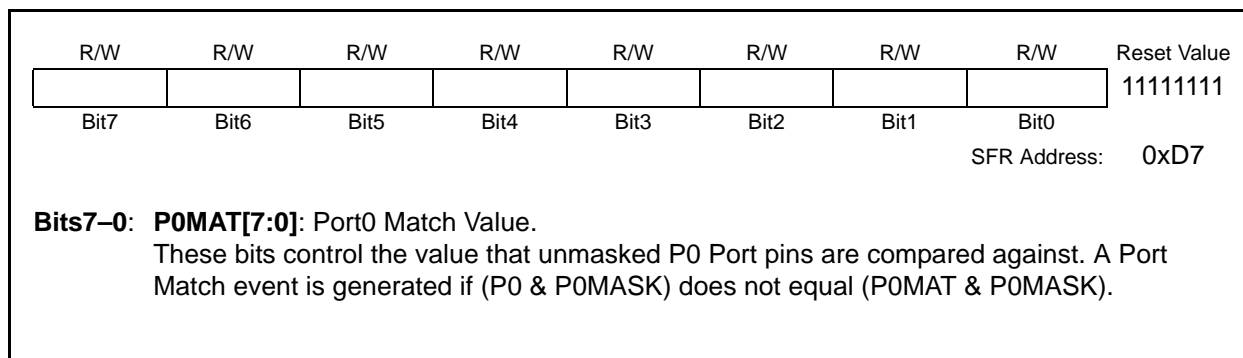 R/W R/W R/W R/W R/W R/W R/W R/W Reset Value
11111111
Bit7 Bit6 Bit5 Bit4 Bit3 Bit2 Bit1 Bit0
SFR Address: 0xD7
Bits7–0: P0MAT[7:0]: Port0 Match Value.
These bits control the value that unmasked P0 Port pins are compared against. A Port
Match event is generated if (P0 & P0MASK) does not equal (P0MAT & P0MASK).